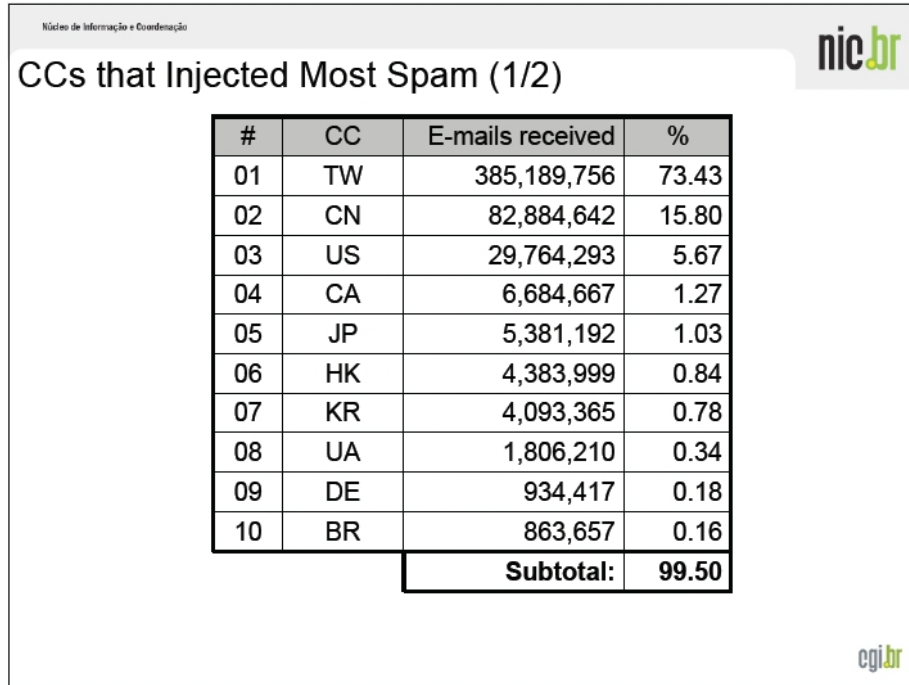 Núcleo de Informação e Coordenação
nic.br
CCs that Injected Most Spam (1/2)
# CC E-mails received %
01 TW 385,189,756 73.43
02 CN 82,884,642 15.80
03 US 29,764,293 5.67
04 CA 6,684,667 1.27
05 JP 5,381,192 1.03
06 HK 4,383,999 0.84
07 KR 4,093,365 0.78
08 UA 1,806,210 0.34
09 DE 934,417 0.18
10 BR 863,657 0.16
Subtotal: 99.50
cgi.br